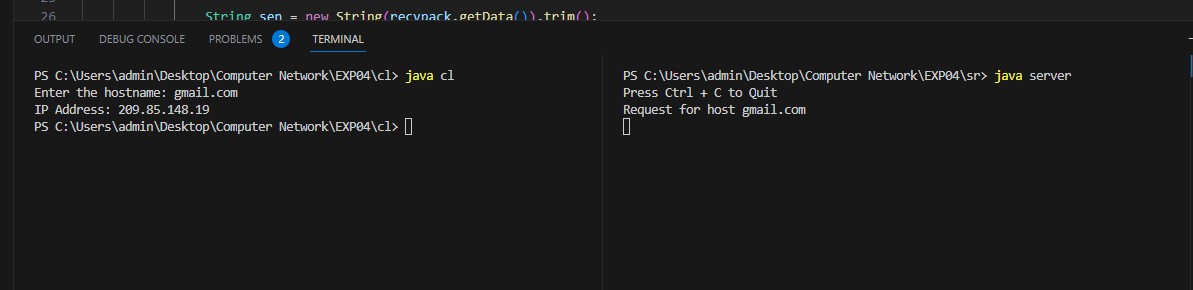 26 String sen = new String(recvpack.getData()).trim();
OUTPUT DEBUG CONSOLE PROBLEMS 2 TERMINAL
PS C:\Users\admin\Desktop\Computer Network\EXP04\cl> java cl
Enter the hostname: gmail.com
IP Address: 209.85.148.19
PS C:\Users\admin\Desktop\Computer Network\EXP04\cl>
PS C:\Users\admin\Desktop\Computer Network\EXP04\sr> java server
Press Ctrl + C to Quit
Request for host gmail.com